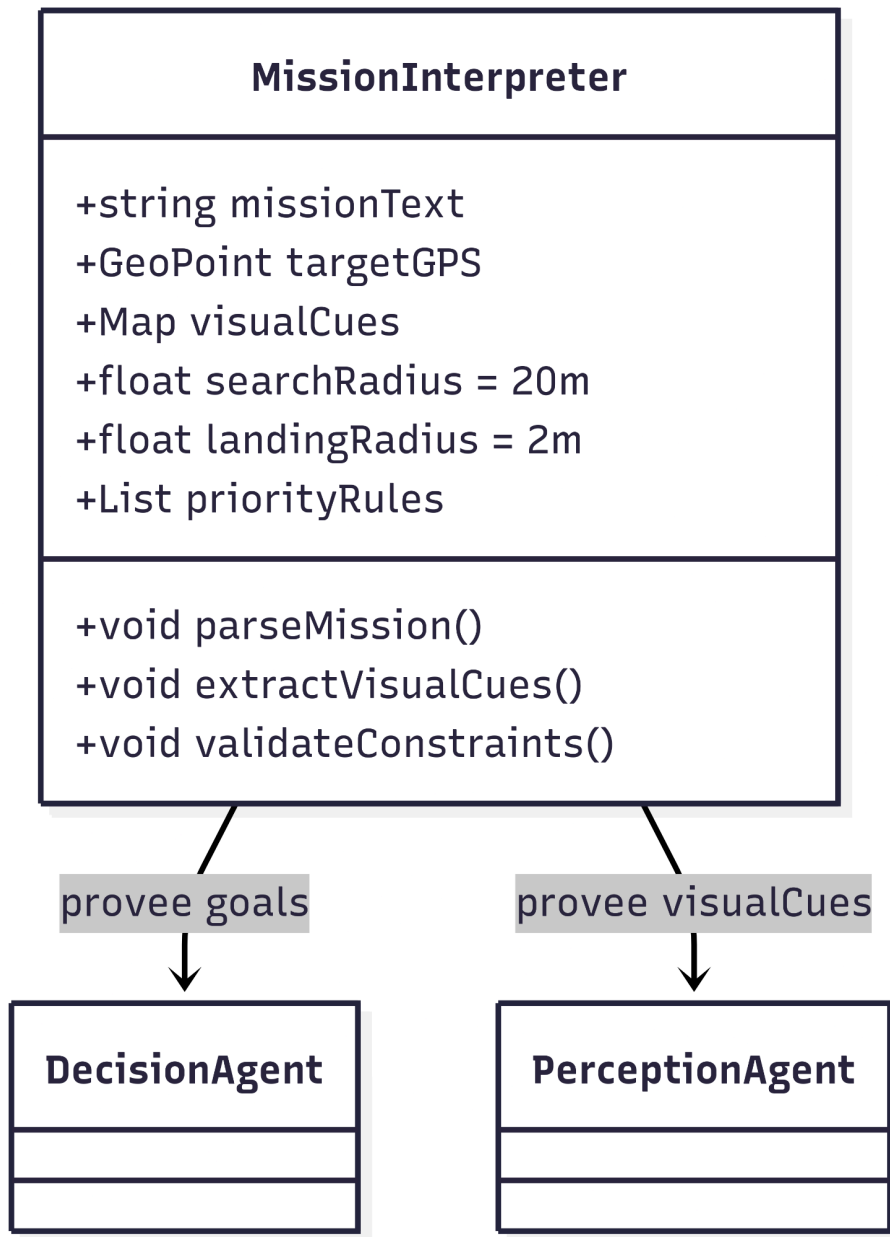 MissionInterpreter
+string missionText
+GeoPoint targetGPS
+Map visualCues
+float searchRadius = 20m
+float landingRadius = 2m
+List priorityRules
+void parseMission()
+void extractVisualCues()
+void validateConstraints()
provee goals
provee visualCues
DecisionAgent
PerceptionAgent